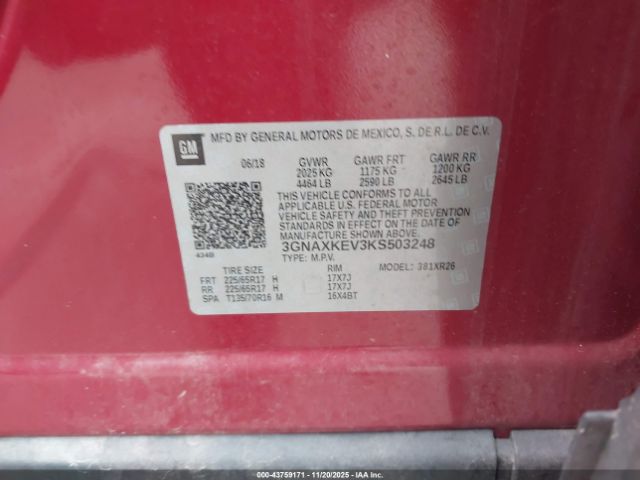 GM
MFD BY GENERAL MOTORS DE MEXICO, S. DE R.L. DE C.V.
06/18 GVWR GAWR FRT GAWR RR
2025 KG 1175 KG 1200 KG
4464 LB 2590 LB 2645 LB
THIS VEHICLE CONFORMS TO ALL
APPLICABLE U.S. FEDERAL MOTOR
VEHICLE SAFETY AND THEFT PREVENTION
STANDARDS IN EFFECT ON THE DATE
OF MANUFACTURE SHOWN ABOVE.
3GNAXKEV3KS503248
TYPE: M.P.V. MODEL: 381XR26
TIRE SIZE RIM
FRT 225/65R17 H 17X7J
RR 225/65R17 H 17X7J
SPA T135/70R16 M 16X4BT
00-43759171 - 11/20/2025 - IAAI, Inc.